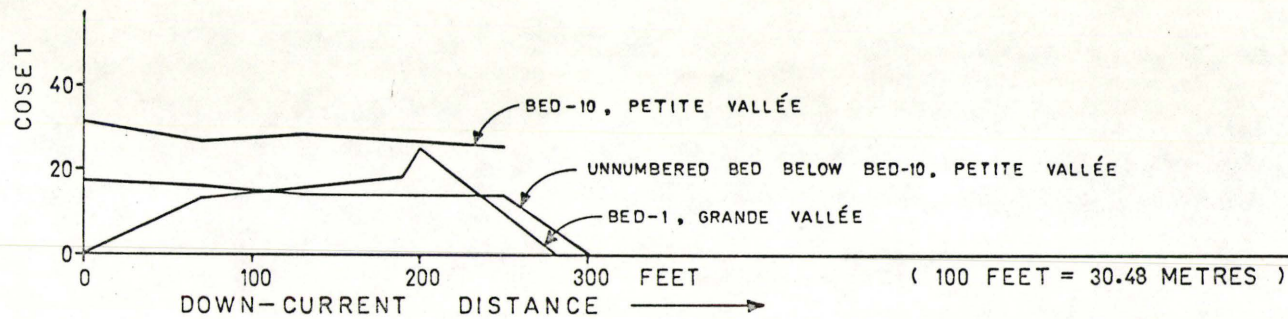 COSET
40
20
0
BED-10, PETITE VALLÉE
UNNUMBERED BED BELOW BED-10, PETITE VALLÉE
BED-1, GRANDE VALLÉE
0 100 200 300 FEET ( 100 FEET = 30.48 METRES )
DOWN-CURRENT DISTANCE